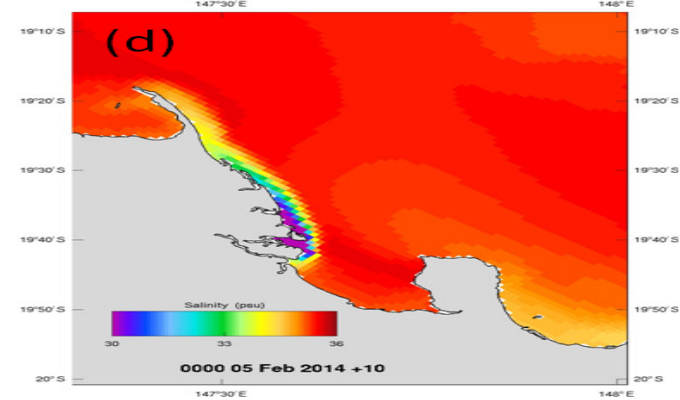 147°30'E 148°E
(d)
19°10'S 19°10'S
19°20'S 19°20'S
19°30'S 19°30'S
19°40'S 19°40'S
19°50'S 19°50'S
Salinity (psu)
30 33 36
0000 05 Feb 2014 +10
20°S 20°S
147°30'E 148°E